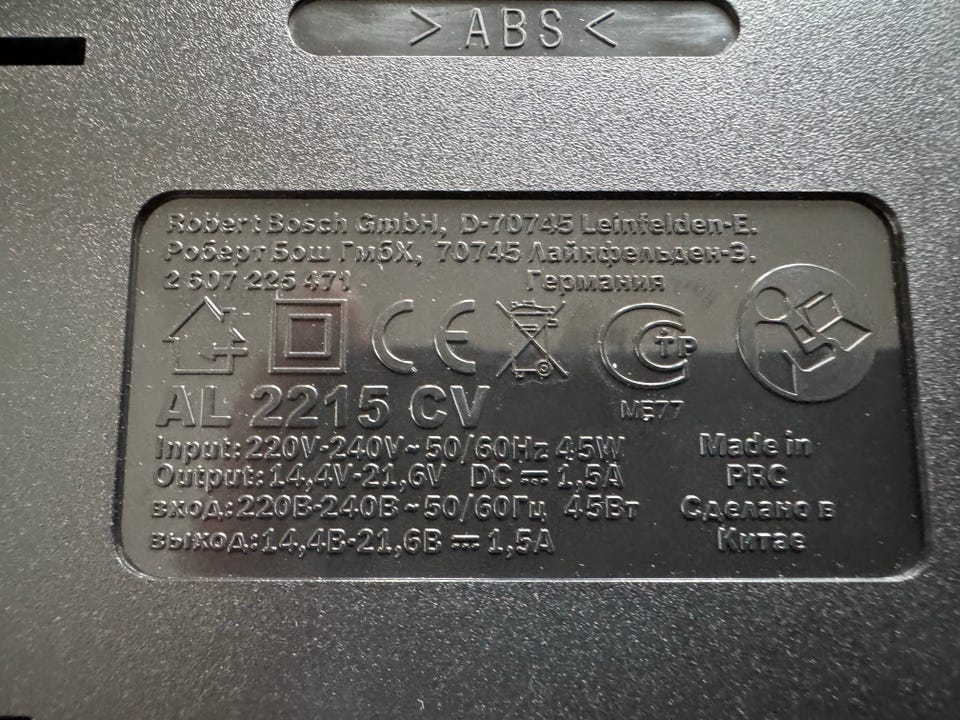 > ABS <
Robert Bosch GmbH, D-70745 Leinfelden-E.
Роберт Бош ГмбХ, 70745 Лайнфельден-Э.
2 607 225 471 Германия
CE СТР
AL 2215 CV МЕ77
Input: 220V-240V ~ 50/60Hz 45W Made in
Output: 14,4V-21,6V DC ⎓ 1,5A PRC
вход: 220В-240В ~ 50/60Гц 45Вт Сделано в
выход: 14,4В-21,6В ⎓ 1,5А Китае